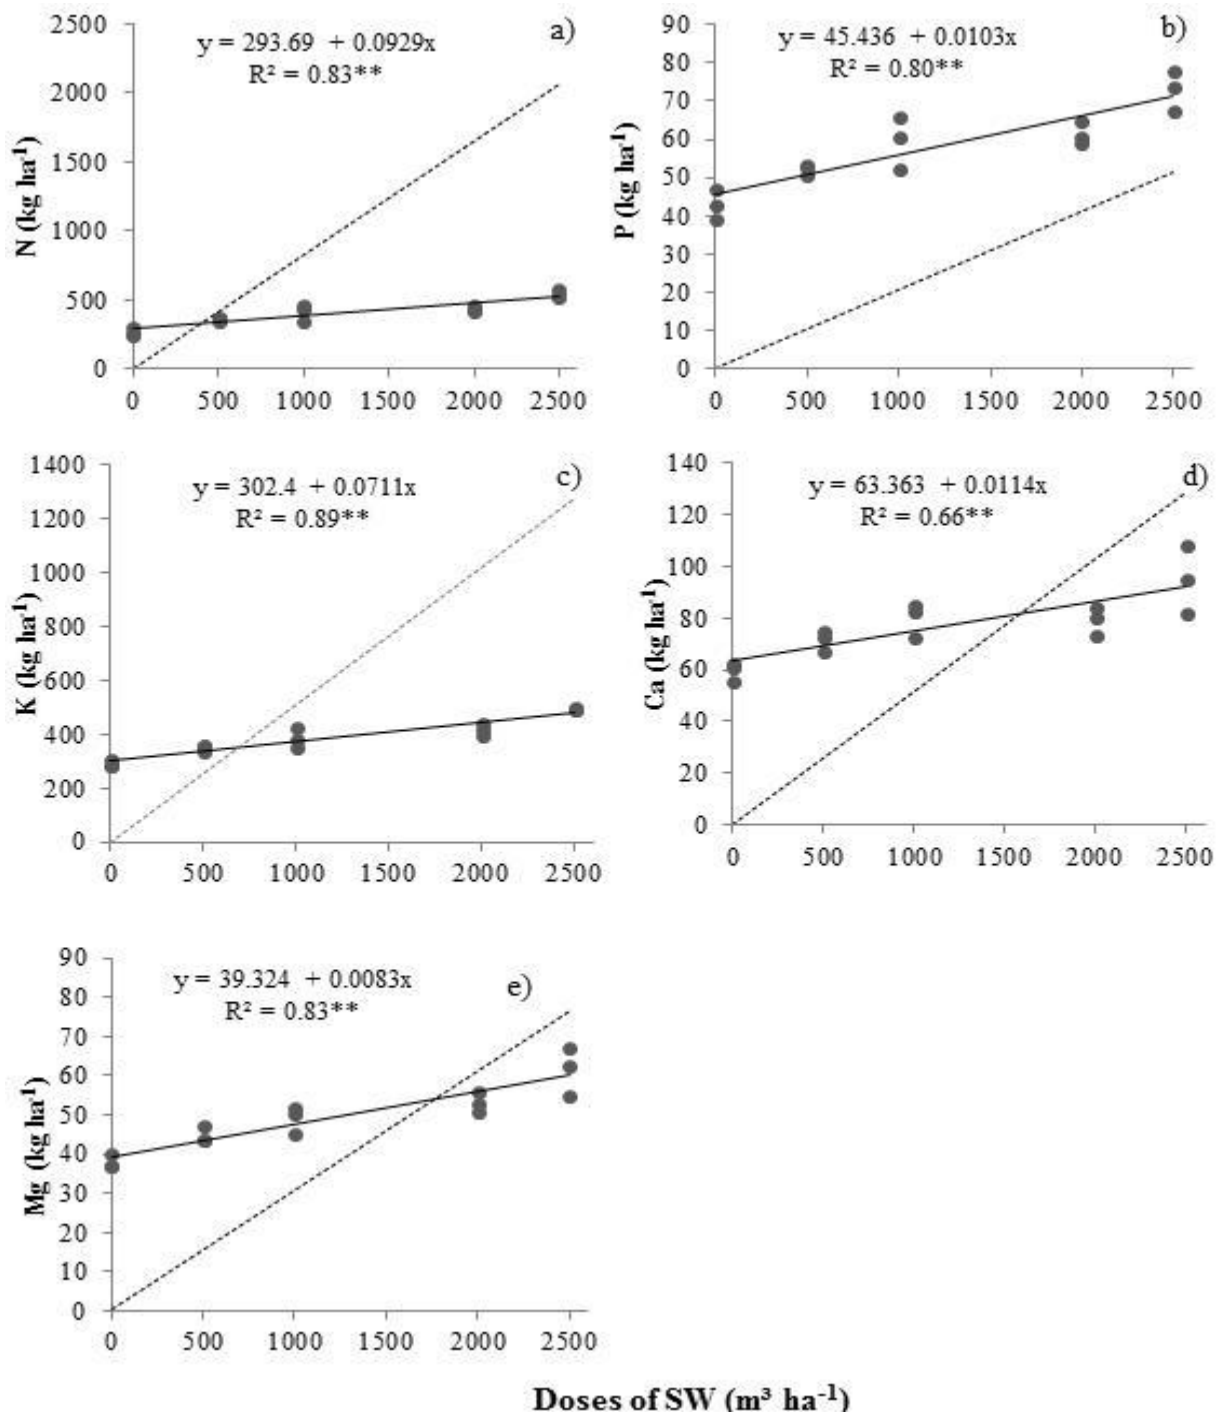 y = 293.69 + 0.0929x
R² = 0.83**
a)
N (kg ha⁻¹)
2500
2000
1500
1000
500
0
0 500 1000 1500 2000 2500
y = 45.436 + 0.0103x
R² = 0.80**
b)
P (kg ha⁻¹)
90
80
70
60
50
40
30
20
10
0
0 500 1000 1500 2000 2500
y = 302.4 + 0.0711x
R² = 0.89**
c)
K (kg ha⁻¹)
1400
1200
1000
800
600
400
200
0
0 500 1000 1500 2000 2500
y = 63.363 + 0.0114x
R² = 0.66**
d)
Ca (kg ha⁻¹)
140
120
100
80
60
40
20
0
0 500 1000 1500 2000 2500
y = 39.324 + 0.0083x
R² = 0.83**
e)
Mg (kg ha⁻¹)
90
80
70
60
50
40
30
20
10
0
0 500 1000 1500 2000 2500
Doses of SW (m³ ha⁻¹)